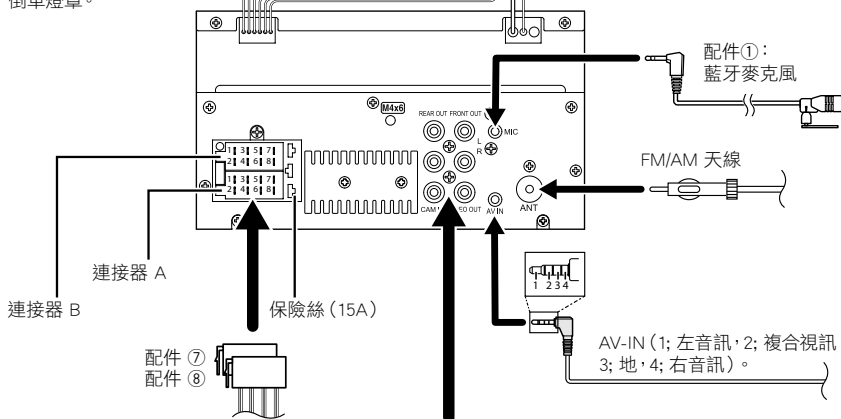 倒車燈罩。
M4x6
REAR OUT FRONT OUT
L
R
MIC
1 3 5 7
2 4 6 8
1 3 5 7
2 4 6 8
CAM
EO OUT
AV IN
ANT
配件①：
藍牙麥克風
FM/AM 天線
連接器 A
連接器 B
保險絲（15A）
1 2 3 4
配件 ⑦
配件 ⑧
AV-IN（1; 左音訊，2; 複合視訊
3; 地，4; 右音訊）。